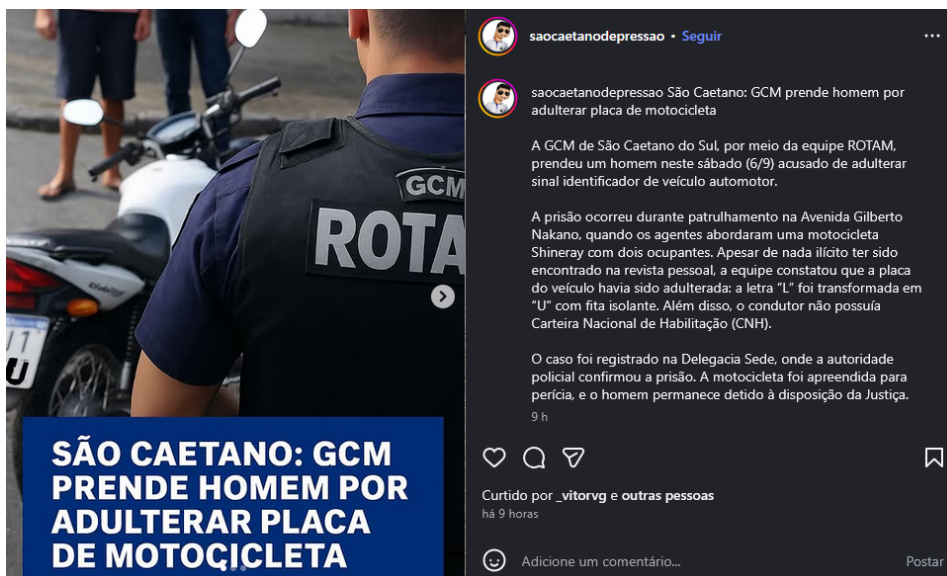 GCM
ROTA
U
SÃO CAETANO: GCM
PRENDE HOMEM POR
ADULTERAR PLACA
DE MOTOCICLETA
saocaetanodepressao • Seguir
saocaetanodepressao São Caetano: GCM prende homem por
adulterar placa de motocicleta
A GCM de São Caetano do Sul, por meio da equipe ROTAM,
prendeu um homem neste sábado (6/9) acusado de adulterar
sinal identificador de veículo automotor.
A prisão ocorreu durante patrulhamento na Avenida Gilberto
Nakano, quando os agentes abordaram uma motocicleta
Shineray com dois ocupantes. Apesar de nada ilícito ter sido
encontrado na revista pessoal, a equipe constatou que a placa
do veículo havia sido adulterada: a letra “L” foi transformada em
“U” com fita isolante. Além disso, o condutor não possuía
Carteira Nacional de Habilitação (CNH).
O caso foi registrado na Delegacia Sede, onde a autoridade
policial confirmou a prisão. A motocicleta foi apreendida para
perícia, e o homem permanece detido à disposição da Justiça.
9 h
Curtido por _vitorvg e outras pessoas
há 9 horas
Adicione um comentário...
Postar